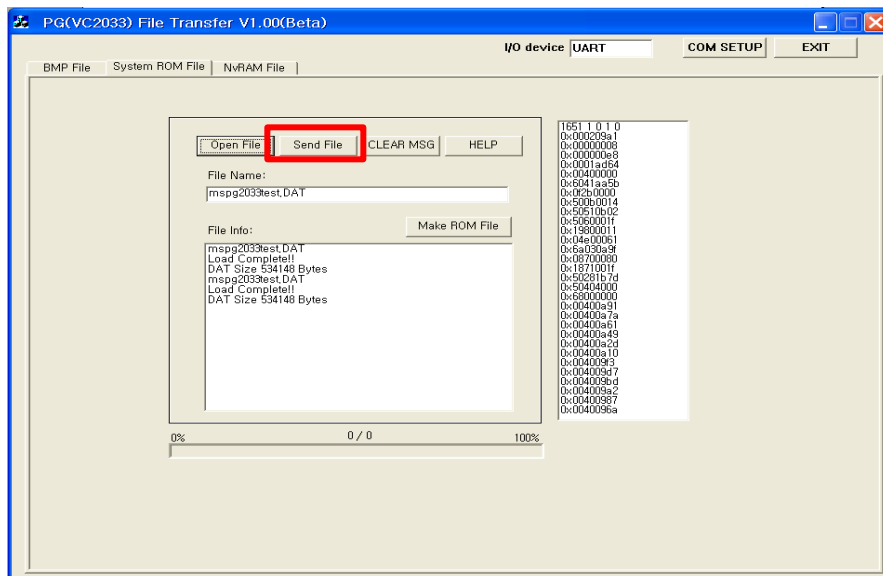 PG(VC2033) File Transfer V1.00(Beta)
I/O device UART COM SETUP EXIT
BMP File System ROM File NvRAM File
Open File Send File CLEAR MSG HELP
File Name:
mspg2033test.DAT
File Info: Make ROM File
mspg2033test.DAT
Load Complete!!
DAT Size 534148 Bytes
mspg2033test.DAT
Load Complete!!
DAT Size 534148 Bytes
0% 0 / 0 100%
1651 1 0 1 0
0x000209a1
0x00000008
0x000000e8
0x0001ad64
0x00400000
0x6041aa5b
0x0f2b0000
0x500b0014
0x50510b02
0x5060001f
0x19800011
0x04e00061
0x6a030a9f
0x08700080
0x1871001f
0x50281b7d
0x50404000
0x68000000
0x00400a91
0x00400a7a
0x00400a61
0x00400a49
0x00400a2d
0x00400a10
0x004009f3
0x004009d7
0x004009bd
0x004009a2
0x00400987
0x0040096a